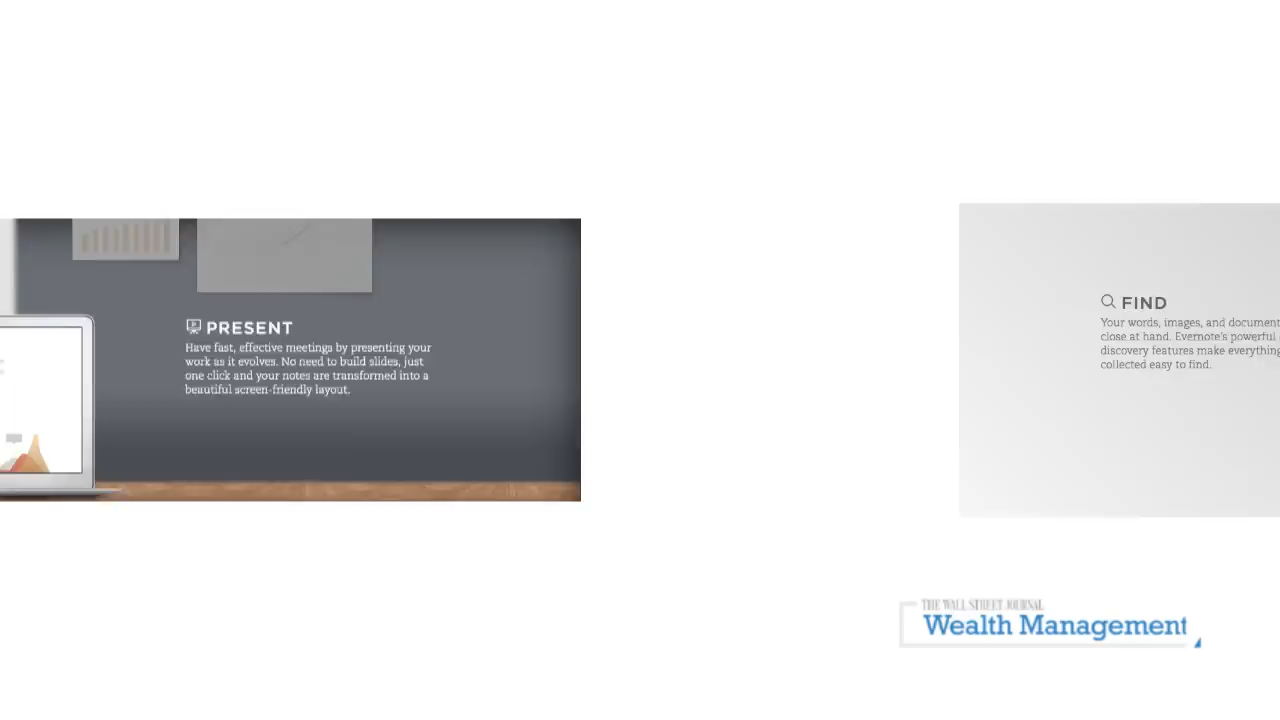 PRESENT
Have fast, effective meetings by presenting your
work as it evolves. No need to build slides, just
one click and your notes are transformed into a
beautiful screen-friendly layout.
FIND
Your words, images, and document
close at hand. Evernote's powerful
discovery features make everything
collected easy to find.
THE WALL STREET JOURNAL
Wealth Management